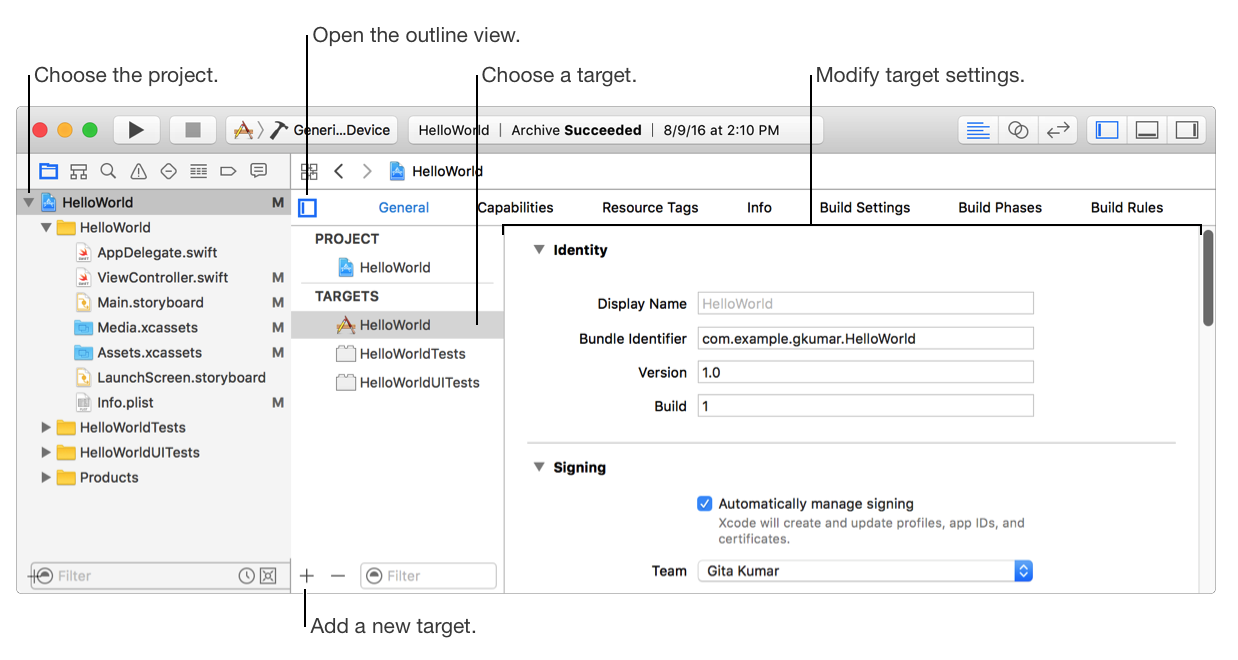 Open the outline view.
Choose the project.
Choose a target.
Modify target settings.
Generi...Device
HelloWorld | Archive Succeeded | 8/9/16 at 2:10 PM
HelloWorld
HelloWorld M
General Capabilities Resource Tags Info Build Settings Build Phases Build Rules
HelloWorld
AppDelegate.swift
ViewController.swift M
Main.storyboard M
Media.xcassets M
Assets.xcassets M
LaunchScreen.storyboard
Info.plist M
HelloWorldTests
HelloWorldUITests
Products
Filter
PROJECT
HelloWorld
TARGETS
HelloWorld
HelloWorldTests
HelloWorldUITests
Filter
Identity
Display Name HelloWorld
Bundle Identifier com.example.gkumar.HelloWorld
Version 1.0
Build 1
Signing
Automatically manage signing
Xcode will create and update profiles, app IDs, and
certificates.
Team Gita Kumar
Add a new target.